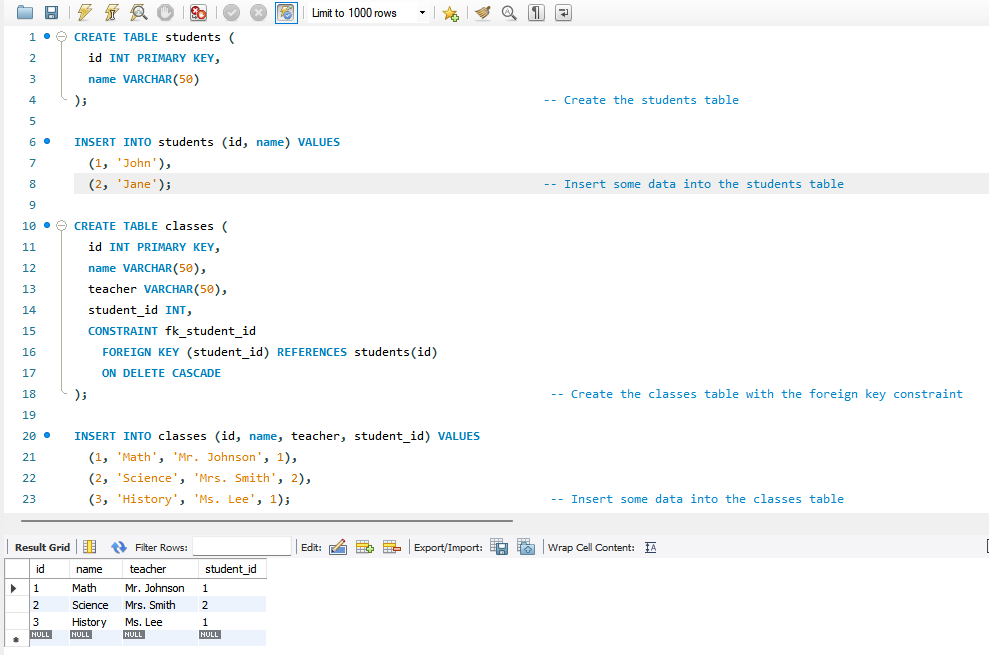 Limit to 1000 rows
1 CREATE TABLE students (
2 id INT PRIMARY KEY,
3 name VARCHAR(50)
4 ); -- Create the students table
5
6 INSERT INTO students (id, name) VALUES
7 (1, 'John'),
8 (2, 'Jane'); -- Insert some data into the students table
9
10 CREATE TABLE classes (
11 id INT PRIMARY KEY,
12 name VARCHAR(50),
13 teacher VARCHAR(50),
14 student_id INT,
15 CONSTRAINT fk_student_id
16 FOREIGN KEY (student_id) REFERENCES students(id)
17 ON DELETE CASCADE
18 ); -- Create the classes table with the foreign key constraint
19
20 INSERT INTO classes (id, name, teacher, student_id) VALUES
21 (1, 'Math', 'Mr. Johnson', 1),
22 (2, 'Science', 'Mrs. Smith', 2),
23 (3, 'History', 'Ms. Lee', 1); -- Insert some data into the classes table
Result Grid Filter Rows: Edit: Export/Import: Wrap Cell Content: IA
id name teacher student_id
1 Math Mr. Johnson 1
2 Science Mrs. Smith 2
3 History Ms. Lee 1
NULL NULL NULL NULL